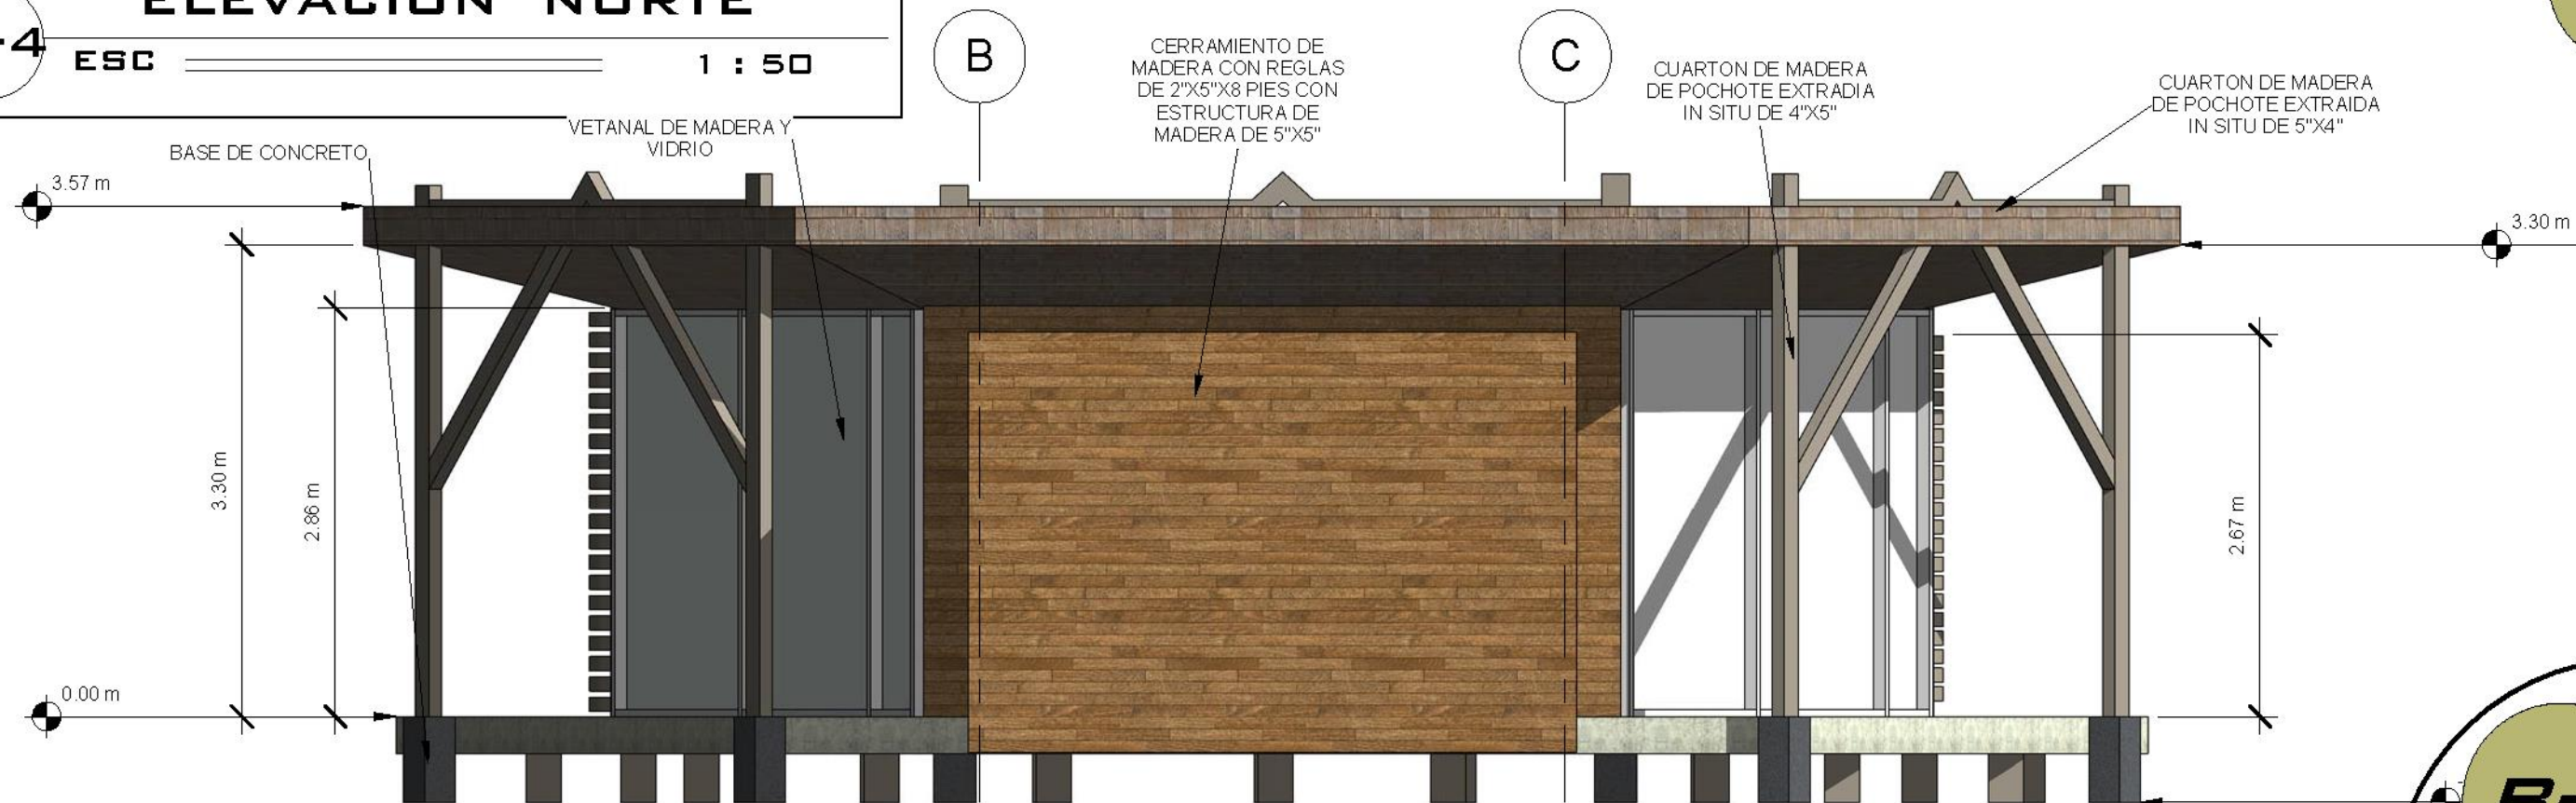 ELEVACION NORTE
-4
ESC
1 : 50
B
C
CERRAMIENTO DE
MADERA CON REGLAS
DE 2"X5"X8 PIES CON
ESTRUCTURA DE
MADERA DE 5"X5"
CUARTON DE MADERA
DE POCHOTE EXTRADIA
IN SITU DE 4"X5"
CUARTON DE MADERA
DE POCHOTE EXTRAIDA
IN SITU DE 5"X4"
VETANAL DE MADERA Y
VIDRIO
BASE DE CONCRETO
3.57 m
3.30 m
3.30 m
2.86 m
2.67 m
0.00 m